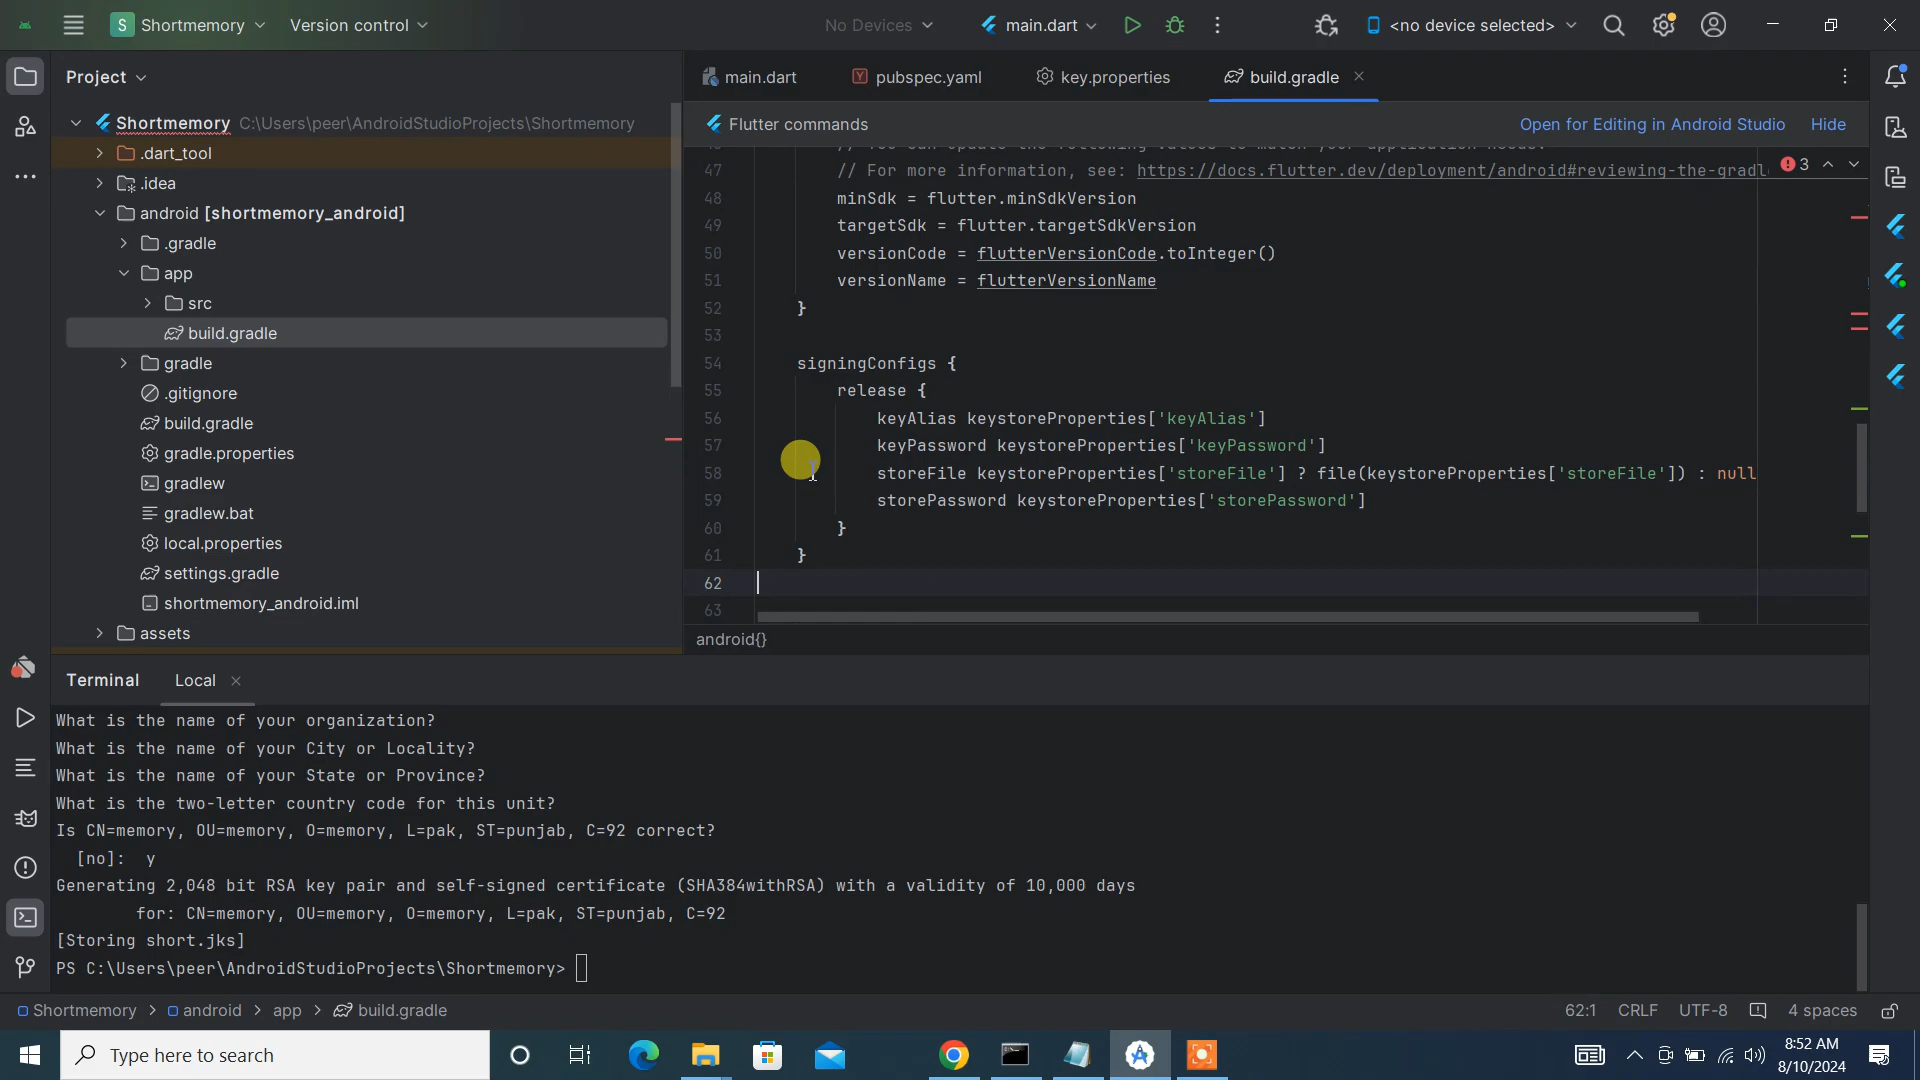 S Shortmemory Version control No Devices main.dart <no device selected>
Project
Shortmemory C:\Users\peer\AndroidStudioProjects\Shortmemory
.dart_tool
.idea
android [shortmemory_android]
.gradle
app
src
build.gradle
gradle
.gitignore
build.gradle
gradle.properties
gradlew
gradlew.bat
local.properties
settings.gradle
shortmemory_android.iml
assets
main.dart pubspec.yaml key.properties build.gradle
Flutter commands Open for Editing in Android Studio Hide
47 // For more information, see: https://docs.flutter.dev/deployment/android#reviewing-the-gradl 3
48 minSdk = flutter.minSdkVersion
49 targetSdk = flutter.targetSdkVersion
50 versionCode = flutterVersionCode.toInteger()
51 versionName = flutterVersionName
52 }
53
54 signingConfigs {
55 release {
56 keyAlias keystoreProperties['keyAlias']
57 keyPassword keystoreProperties['keyPassword']
58 storeFile keystoreProperties['storeFile'] ? file(keystoreProperties['storeFile']) : null
59 storePassword keystoreProperties['storePassword']
60 }
61 }
62
63
android{}
Terminal Local
What is the name of your organization?
What is the name of your City or Locality?
What is the name of your State or Province?
What is the two-letter country code for this unit?
Is CN=memory, OU=memory, O=memory, L=pak, ST=punjab, C=92 correct?
[no]: y
Generating 2,048 bit RSA key pair and self-signed certificate (SHA384withRSA) with a validity of 10,000 days
for: CN=memory, OU=memory, O=memory, L=pak, ST=punjab, C=92
[Storing short.jks]
PS C:\Users\peer\AndroidStudioProjects\Shortmemory>
Shortmemory > android > app > build.gradle 62:1 CRLF UTF-8 4 spaces
Type here to search 8:52 AM
8/10/2024